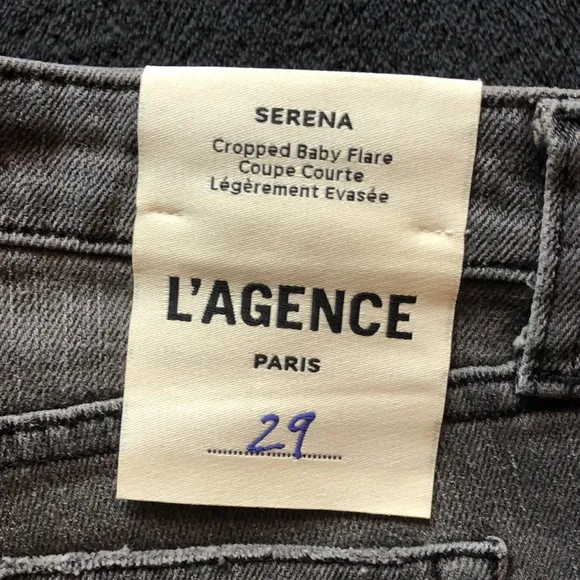 SERENA
Cropped Baby Flare
Coupe Courte
Légèrement Evasée
L'AGENCE
PARIS
29